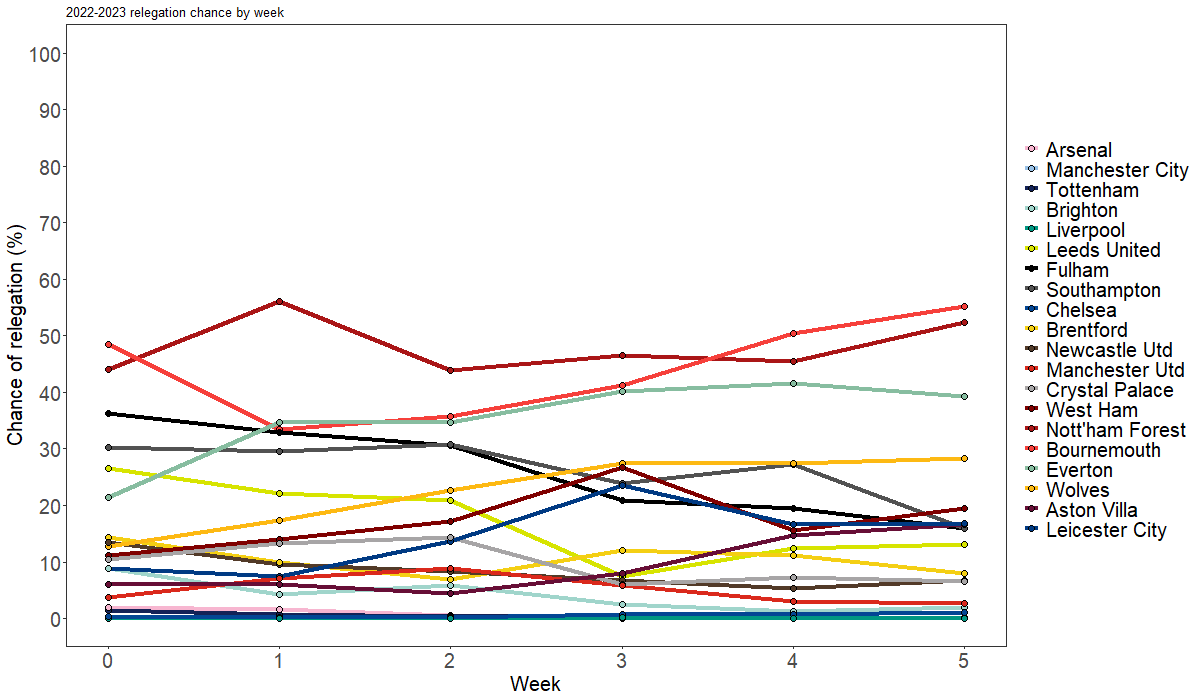 2022-2023 relegation chance by week
Chance of relegation (%)
100
90
80
70
60
50
40
30
20
10
0
0 1 2 3 4 5
Week
Arsenal
Manchester City
Tottenham
Brighton
Liverpool
Leeds United
Fulham
Southampton
Chelsea
Brentford
Newcastle Utd
Manchester Utd
Crystal Palace
West Ham
Nott'ham Forest
Bournemouth
Everton
Wolves
Aston Villa
Leicester City